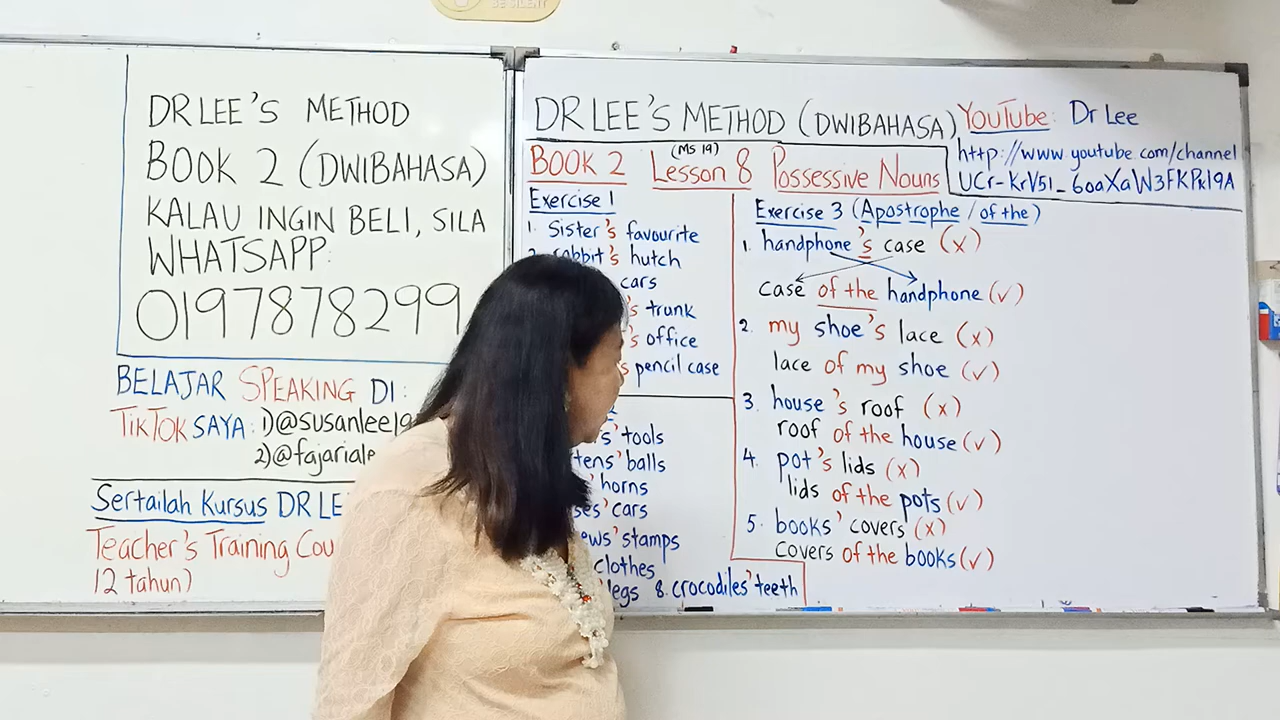 BE SILENT
DR LEE'S METHOD
BOOK 2 (DWIBAHASA)
KALAU INGIN BELI, SILA
WHATSAPP:
0197878299
BELAJAR SPEAKING DI:
TIKTOK SAYA: 1)@susanlee19
2)@fajariale
Sertailah Kursus DR LE
Teacher's Training Cou
12 tahun)
DR LEE'S METHOD (DWIBAHASA)
YouTube: Dr Lee
http://www.youtube.com/channel
UCr-KrV51_6oaXaW3FKPxI9A
BOOK 2 (MS 19) Lesson 8 Possessive Nouns
Exercise 1
1. Sister's favourite
rabbit's hutch
cars
's trunk
's office
s pencil case
s' tools
tens' balls
' horns
ses' cars
ews' stamps
clothes
legs 8. crocodiles' teeth
Exercise 3 (Apostrophe / of the)
1. handphone's case (x)
case of the handphone (√)
2. my shoe's lace (x)
lace of my shoe (√)
3. house's roof (x)
roof of the house (√)
4. pot's lids (x)
lids of the pots (√)
5. books' covers (x)
covers of the books (√)